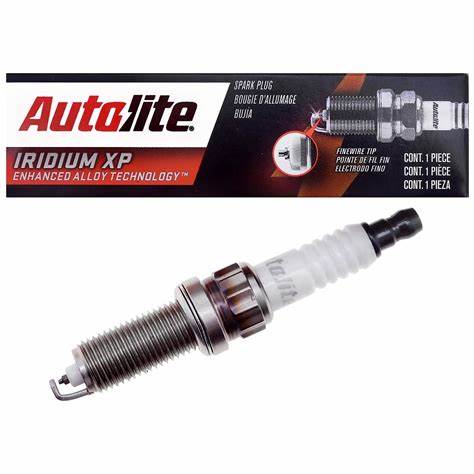 Autolite®
IRIDIUM XP
ENHANCED ALLOY TECHNOLOGY™
SPARK PLUG
BOUGIE D'ALLUMAGE
BUJIA
FINEWIRE TIP
POINTE DE FIL FIN
ELECTRODO FINO
CONT. 1 PIECE
CONT. 1 PIÈCE
CONT. 1 PIEZA
Autolite